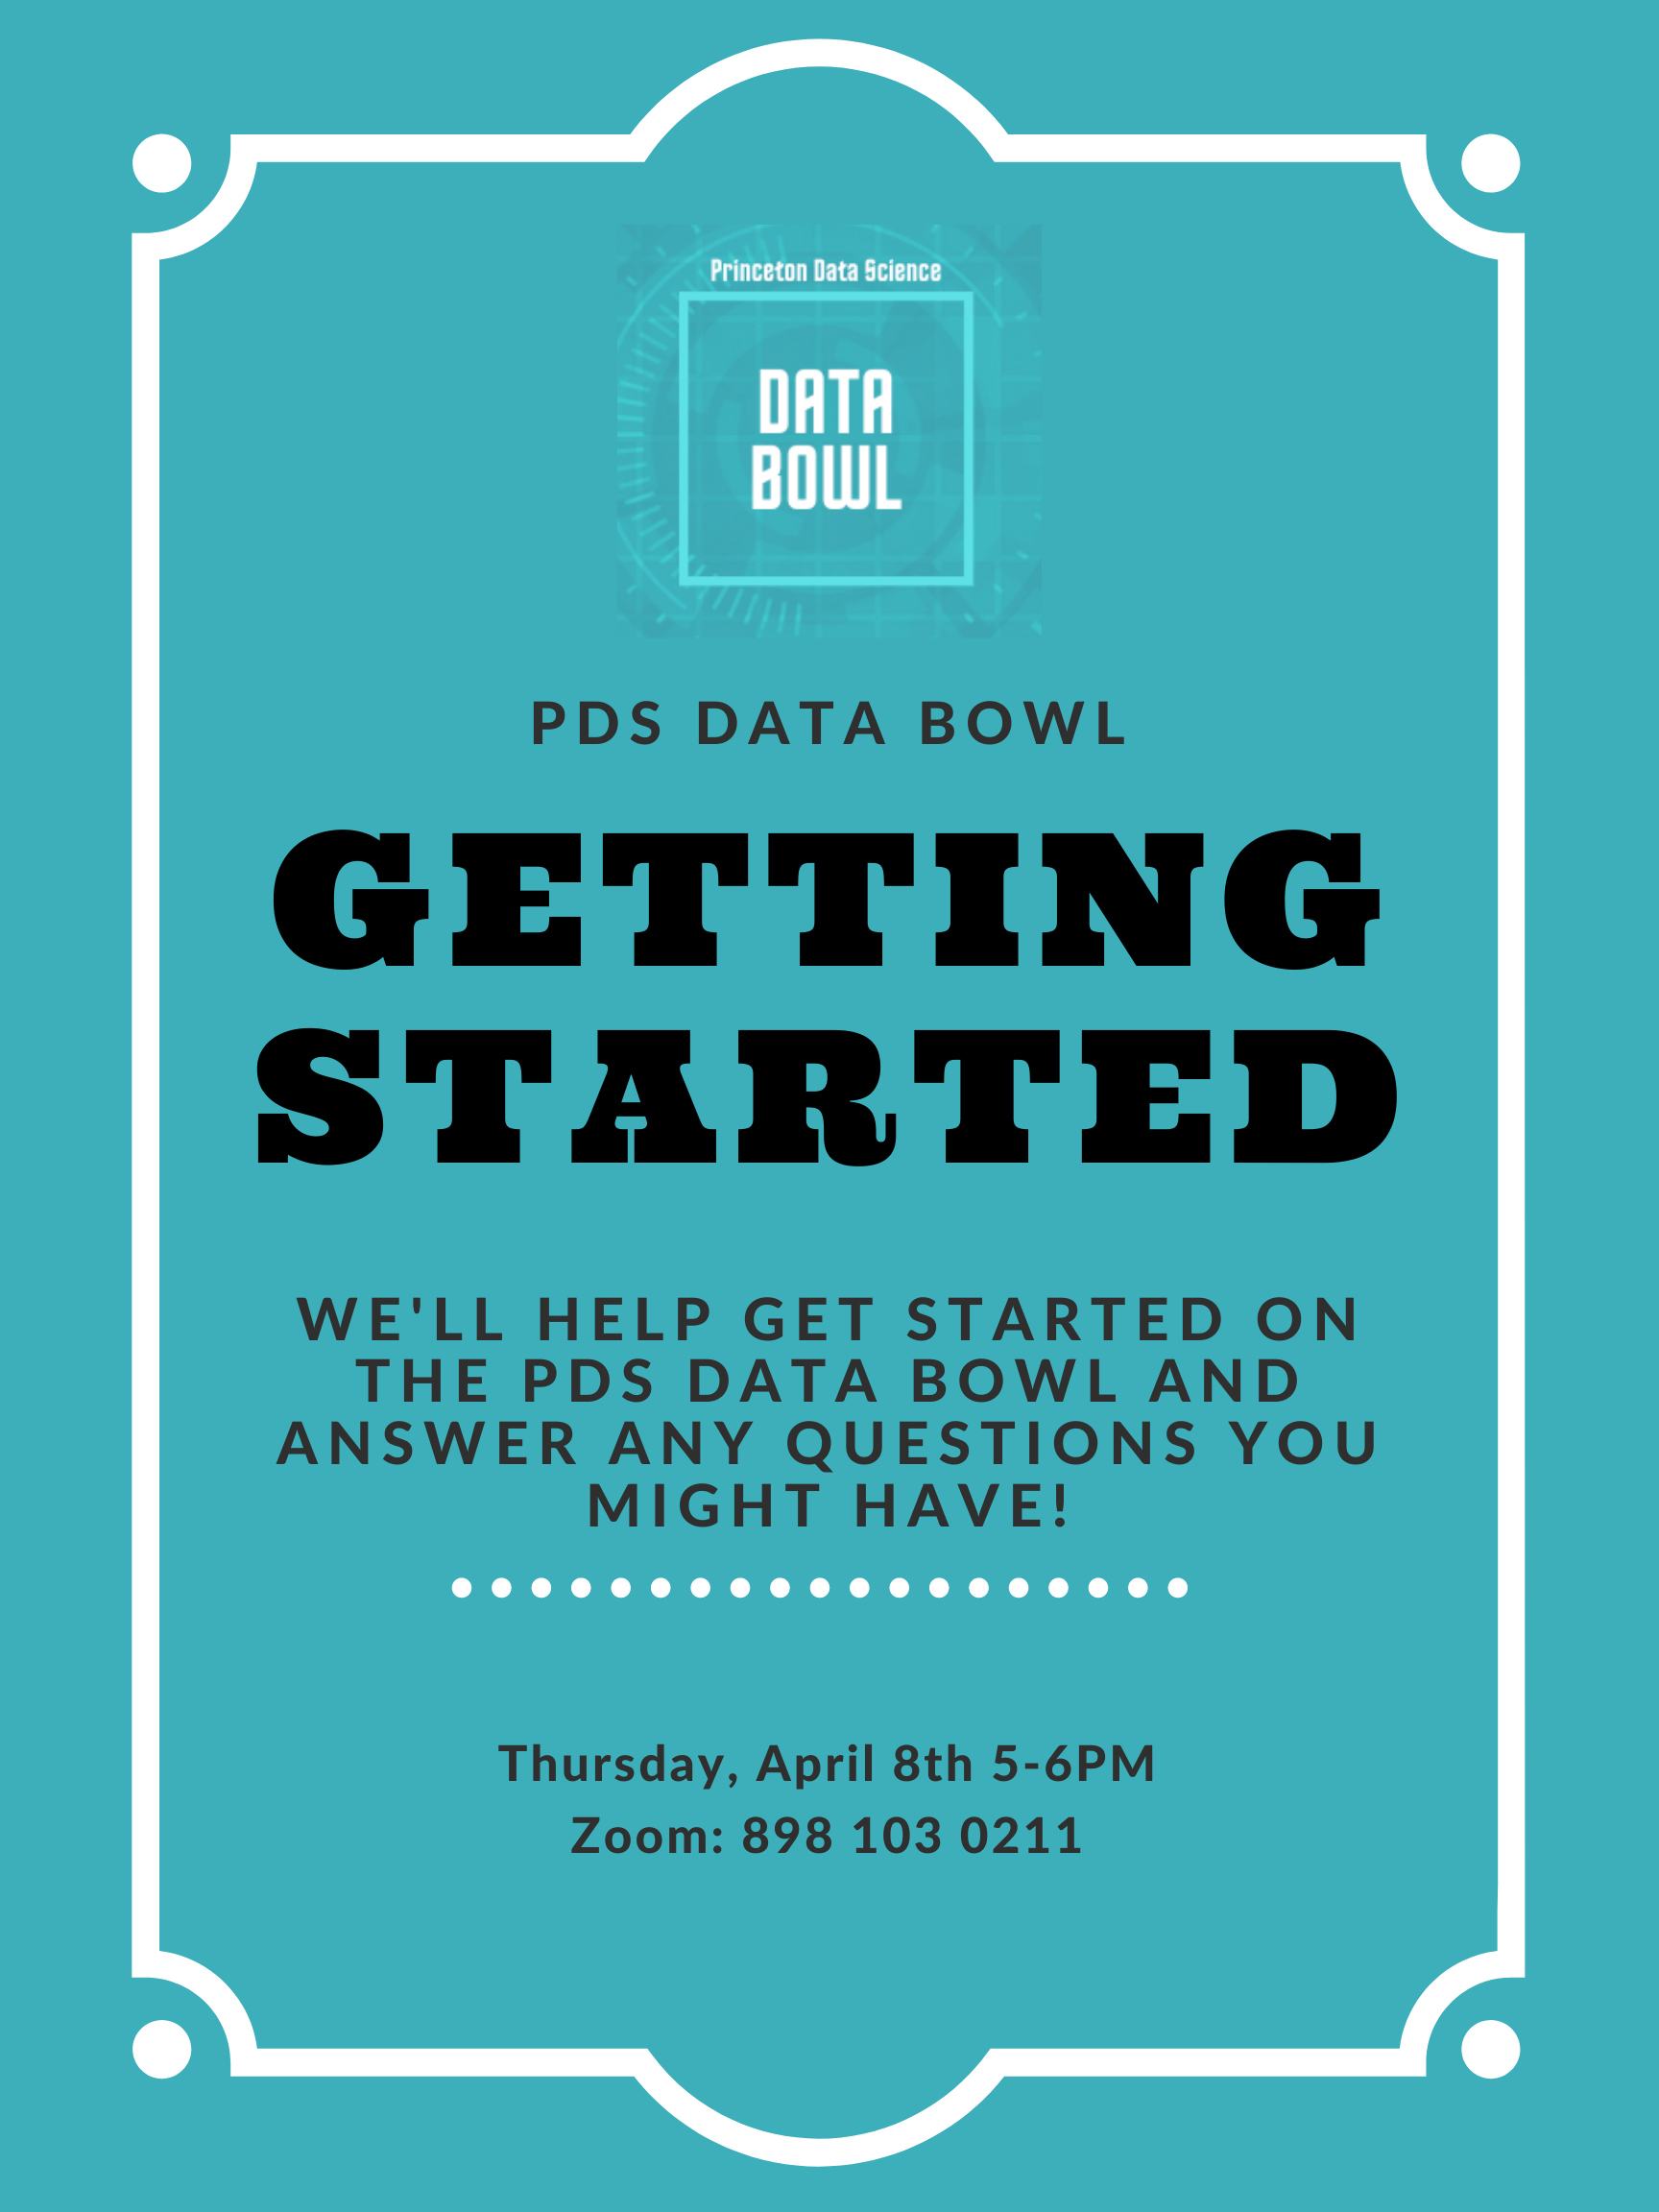 Princeton Data Science
DATA
BOWL
PDS DATA BOWL
GETTING
STARTED
WE'LL HELP GET STARTED ON
THE PDS DATA BOWL AND
ANSWER ANY QUESTIONS YOU
MIGHT HAVE!
Thursday, April 8th 5-6PM
Zoom: 898 103 0211